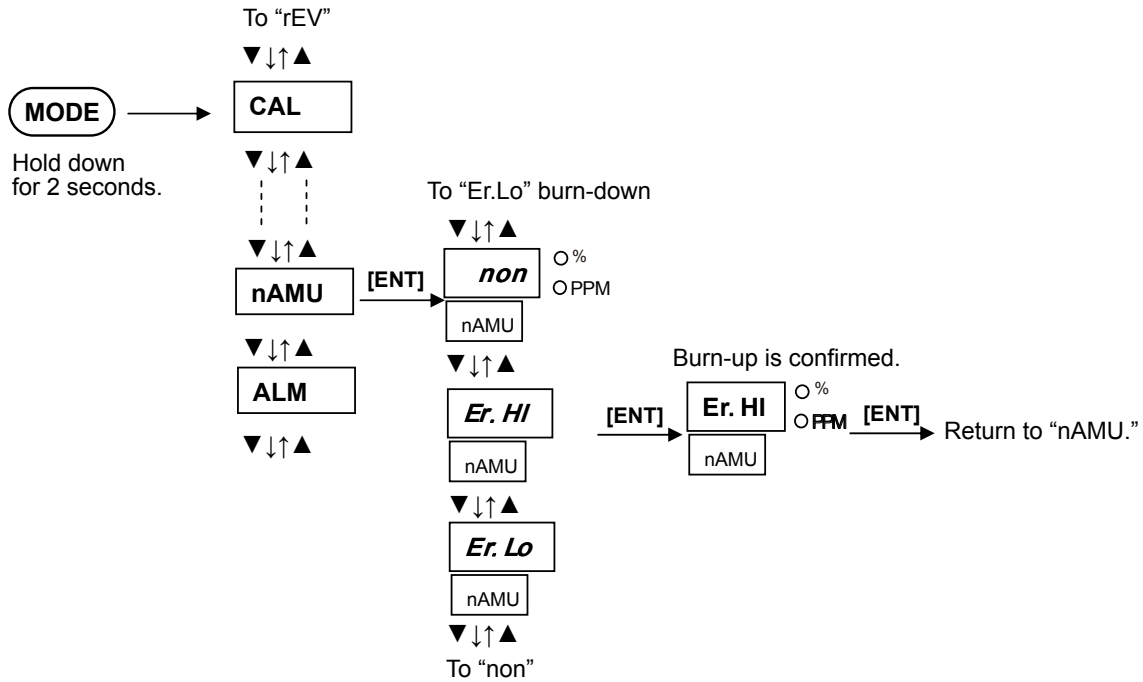 To “rEV”
▼↓↑▲
CAL
MODE
Hold down
for 2 seconds.
▼↓↑▲
▼↓↑▲
nAMU
[ENT]
▼↓↑▲
ALM
▼↓↑▲
To “Er.Lo” burn-down
▼↓↑▲
non
%
PPM
nAMU
▼↓↑▲
Er. HI
nAMU
▼↓↑▲
Er. Lo
nAMU
▼↓↑▲
To “non”
[ENT]
Burn-up is confirmed.
Er. HI
%
PPM
nAMU
[ENT]
Return to “nAMU.”